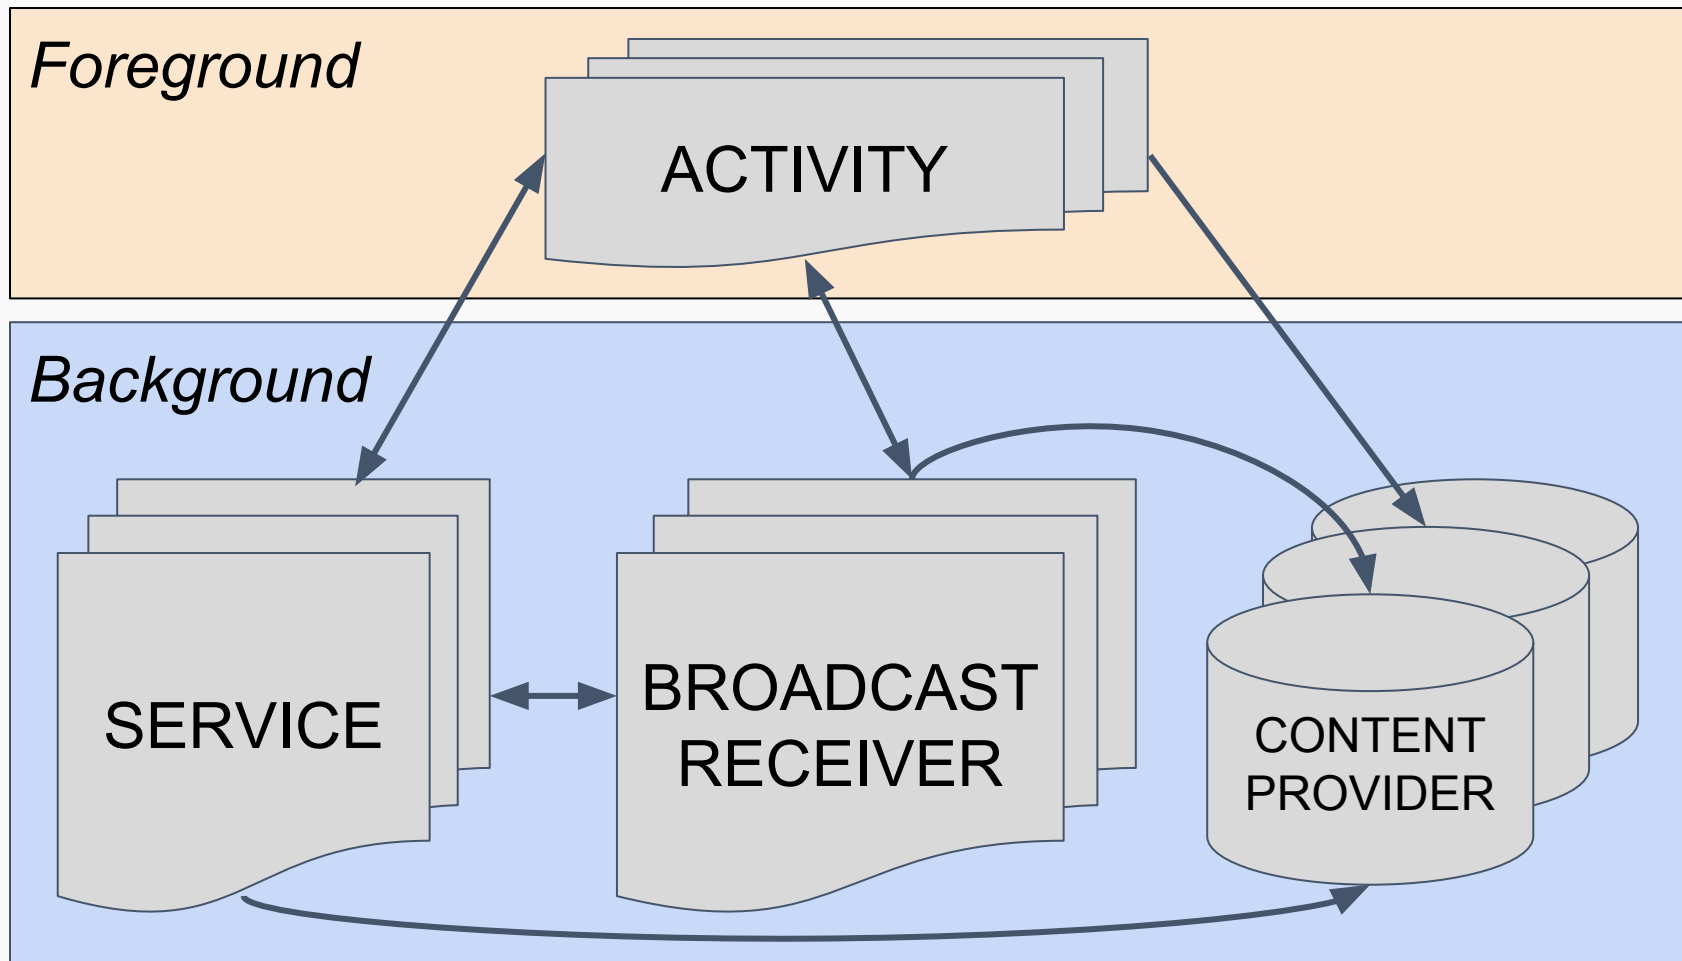 Foreground
ACTIVITY
Background
SERVICE
BROADCAST
RECEIVER
CONTENT
PROVIDER